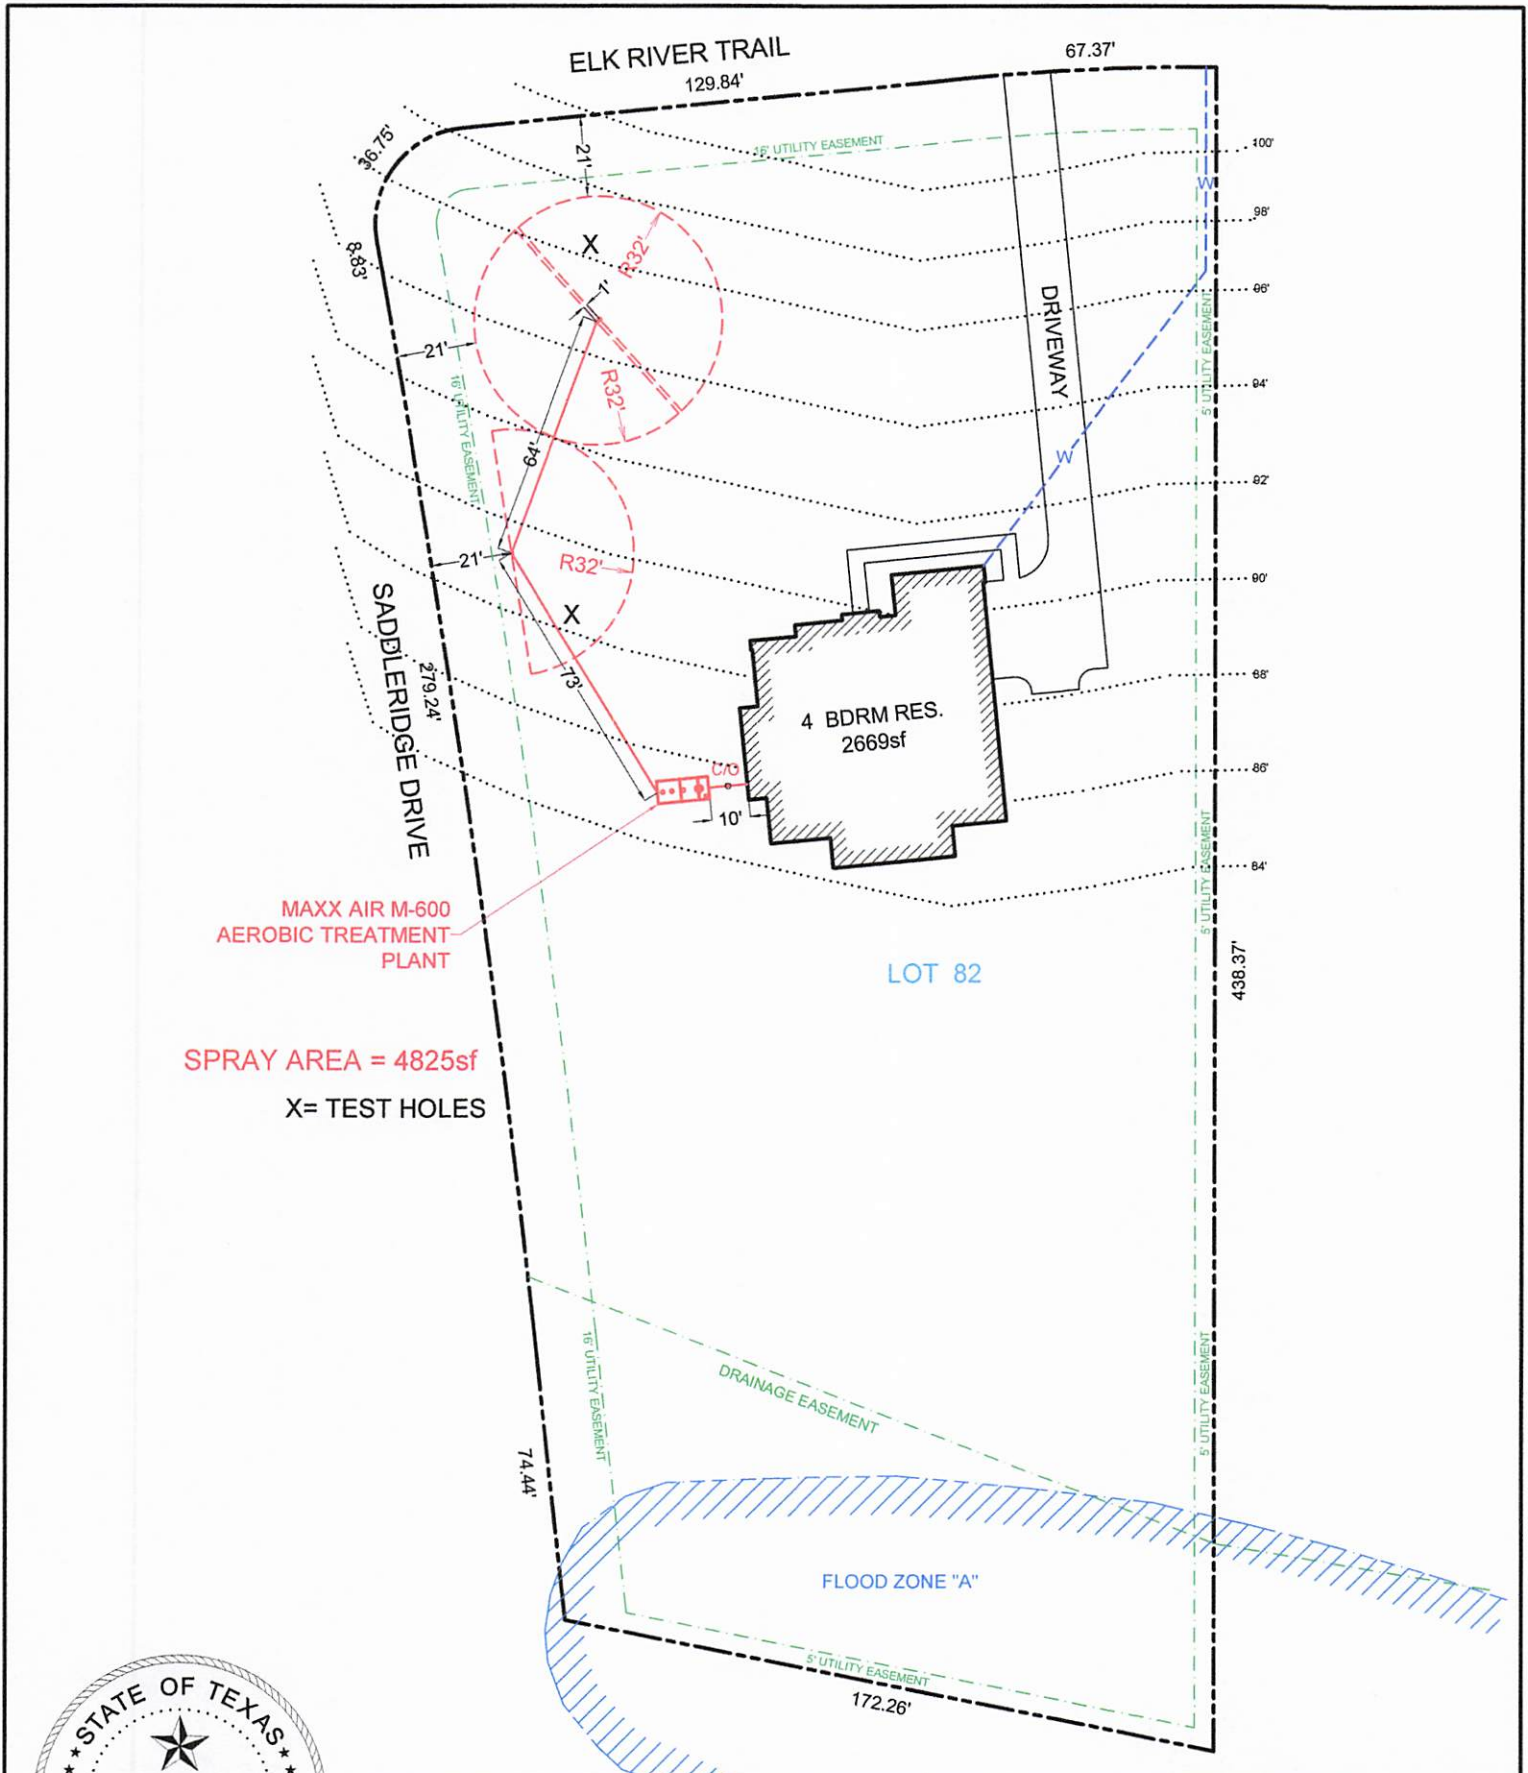 ELK RIVER TRAIL
129.84'
67.37'
36.75'
21'
16' UTILITY EASEMENT
100'
W
98'
8.83'
X
R32'
1'
96'
5' UTILITY EASEMENT
DRIVEWAY
21'
16' UTILITY EASEMENT
R32'
94'
64'
W
92'
21'
R32'
90'
X
SADDLERIDGE DRIVE
279.24'
73'
88'
4 BDRM RES.
2669sf
C/O
86'
10'
84'
5' UTILITY EASEMENT
MAXX AIR M-600
AEROBIC TREATMENT
PLANT
LOT 82
438.37'
SPRAY AREA = 4825sf
X= TEST HOLES
16' UTILITY EASEMENT
DRAINAGE EASEMENT
5' UTILITY EASEMENT
74.44'
FLOOD ZONE "A"
5' UTILITY EASEMENT
172.26'
STATE OF TEXAS